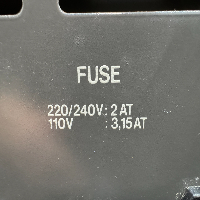 FUSE
220/240V: 2 AT
110V : 3,15 AT